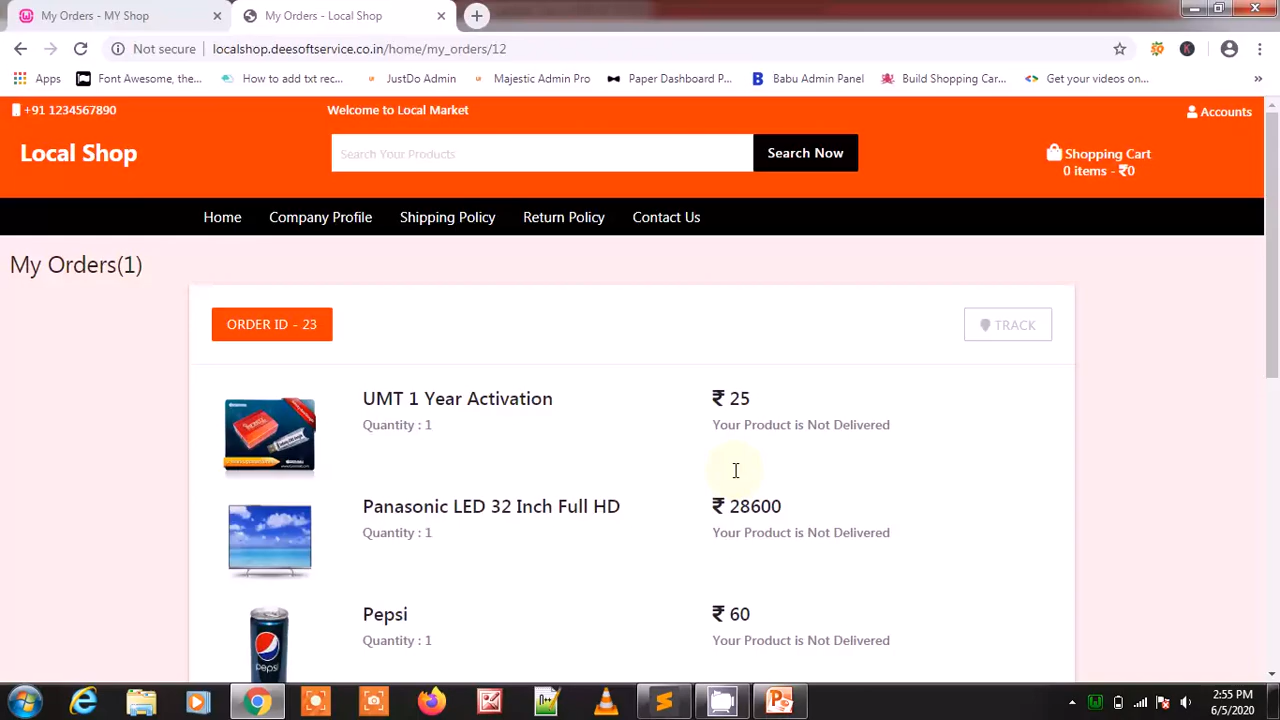 My Orders - MY Shop
My Orders - Local Shop
Not secure
localshop.deesoftservice.co.in/home/my_orders/12
Apps
Font Awesome, the...
How to add txt rec...
JustDo Admin
Majestic Admin Pro
Paper Dashboard P...
Babu Admin Panel
Build Shopping Car...
Get your videos on...
»
+91 1234567890
Welcome to Local Market
Accounts
Local Shop
Search Your Products
Search Now
Shopping Cart
0 items - ₹0
Home
Company Profile
Shipping Policy
Return Policy
Contact Us
My Orders(1)
ORDER ID - 23
TRACK
UMT 1 Year Activation
₹ 25
Quantity : 1
Your Product is Not Delivered
Panasonic LED 32 Inch Full HD
₹ 28600
Quantity : 1
Your Product is Not Delivered
Pepsi
₹ 60
Quantity : 1
Your Product is Not Delivered
pepsi
2:55 PM
6/5/2020